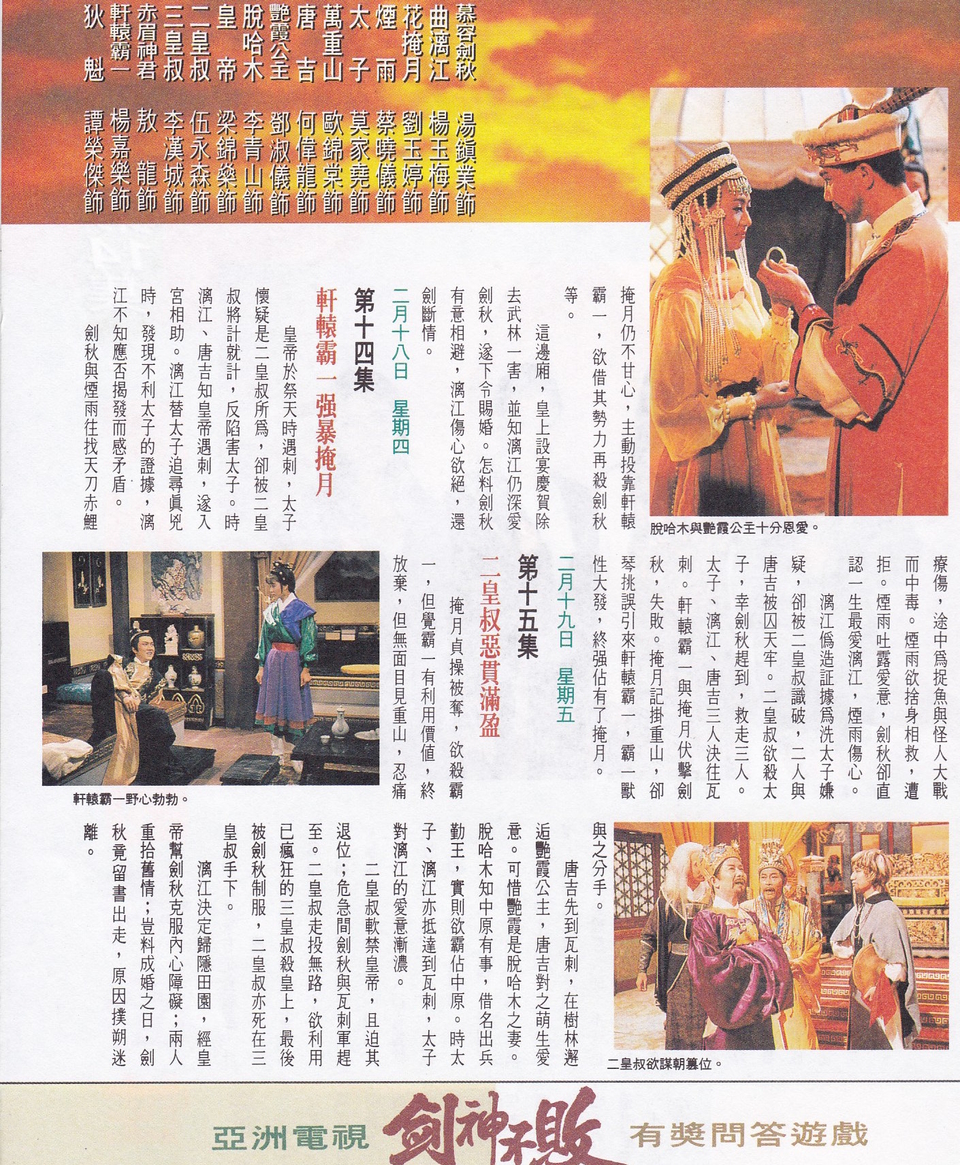 慕容劍秋 湯鎮業飾
曲漓江 楊玉梅飾
花掩月 劉玉婷飾
煙雨 蔡曉儀飾
太子 莫家堯飾
萬重山 歐錦棠飾
唐吉 何偉龍飾
艷霞公主 鄧淑儀飾
脫哈木 李青山飾
皇帝 梁錦燊飾
二皇叔 伍永森飾
三皇叔 李漢城飾
赤眉神君 敖龍飾
軒轅霸一 楊嘉樂飾
狄魁 譚榮傑飾
脫哈木與艷霞公主十分恩愛。
掩月仍不甘心，主動投靠軒轅
霸一，欲借其勢力再殺劍秋
等。
這邊廂，皇上設宴慶賀除
去武林一害，並知漓江仍深愛
劍秋，遂下令賜婚。怎料劍秋
有意相避，漓江傷心欲絕，還
劍斷情。
二月十八日 星期四
第十四集
軒轅霸一强暴掩月
皇帝於祭天時遇刺，太子
懷疑是二皇叔所爲，卻被二皇
叔將計就計，反陷害太子。時
漓江、唐吉知皇帝遇刺，遂入
宮相助。漓江替太子追尋眞兇
時，發現不利太子的證據，漓
江不知應否揭發而感矛盾。
劍秋與煙雨往找天刀赤鯉
療傷，途中爲捉魚與怪人大戰
而中毒。煙雨欲捨身相救，遭
拒。煙雨吐露愛意，劍秋卻直
認一生最愛漓江，煙雨傷心。
漓江僞造証據爲洗太子嫌
疑，卻被二皇叔識破，二人與
唐吉被囚天牢。二皇叔欲殺太
子，幸劍秋趕到，救走三人。
太子、漓江、唐吉三人決往瓦
刺。軒轅霸一與掩月伏擊劍
秋，失敗。掩月記掛重山，卻
琴挑誤引來軒轅霸一，霸一獸
性大發，終强佔有了掩月。
二月十九日 星期五
第十五集
二皇叔惡貫滿盈
掩月貞操被奪，欲殺霸
一，但覺霸一有利用價値，終
放棄，但無面目見重山，忍痛
軒轅霸一野心勃勃。
與之分手。
唐吉先到瓦刺，在樹林邂
逅艷霞公主，唐吉對之萌生愛
意。可惜艷霞是脫哈木之妻。
脫哈木知中原有事，借名出兵
勤王，實則欲霸佔中原。時太
子、漓江亦抵達到瓦刺，太子
對漓江的愛意漸濃。
二皇叔軟禁皇帝，且迫其
退位；危急間劍秋與瓦刺軍趕
至。二皇叔走投無路，欲利用
已瘋狂的三皇叔殺皇上，最後
被劍秋制服，二皇叔亦死在三
皇叔手下。
漓江決定歸隱田園，經皇
帝幫劍秋克服內心障礙；兩人
重拾舊情；豈料成婚之日，劍
秋竟留書出走，原因撲朔迷
離。
二皇叔欲謀朝篡位。
亞洲電視 劍神不敗 有獎問答遊戲